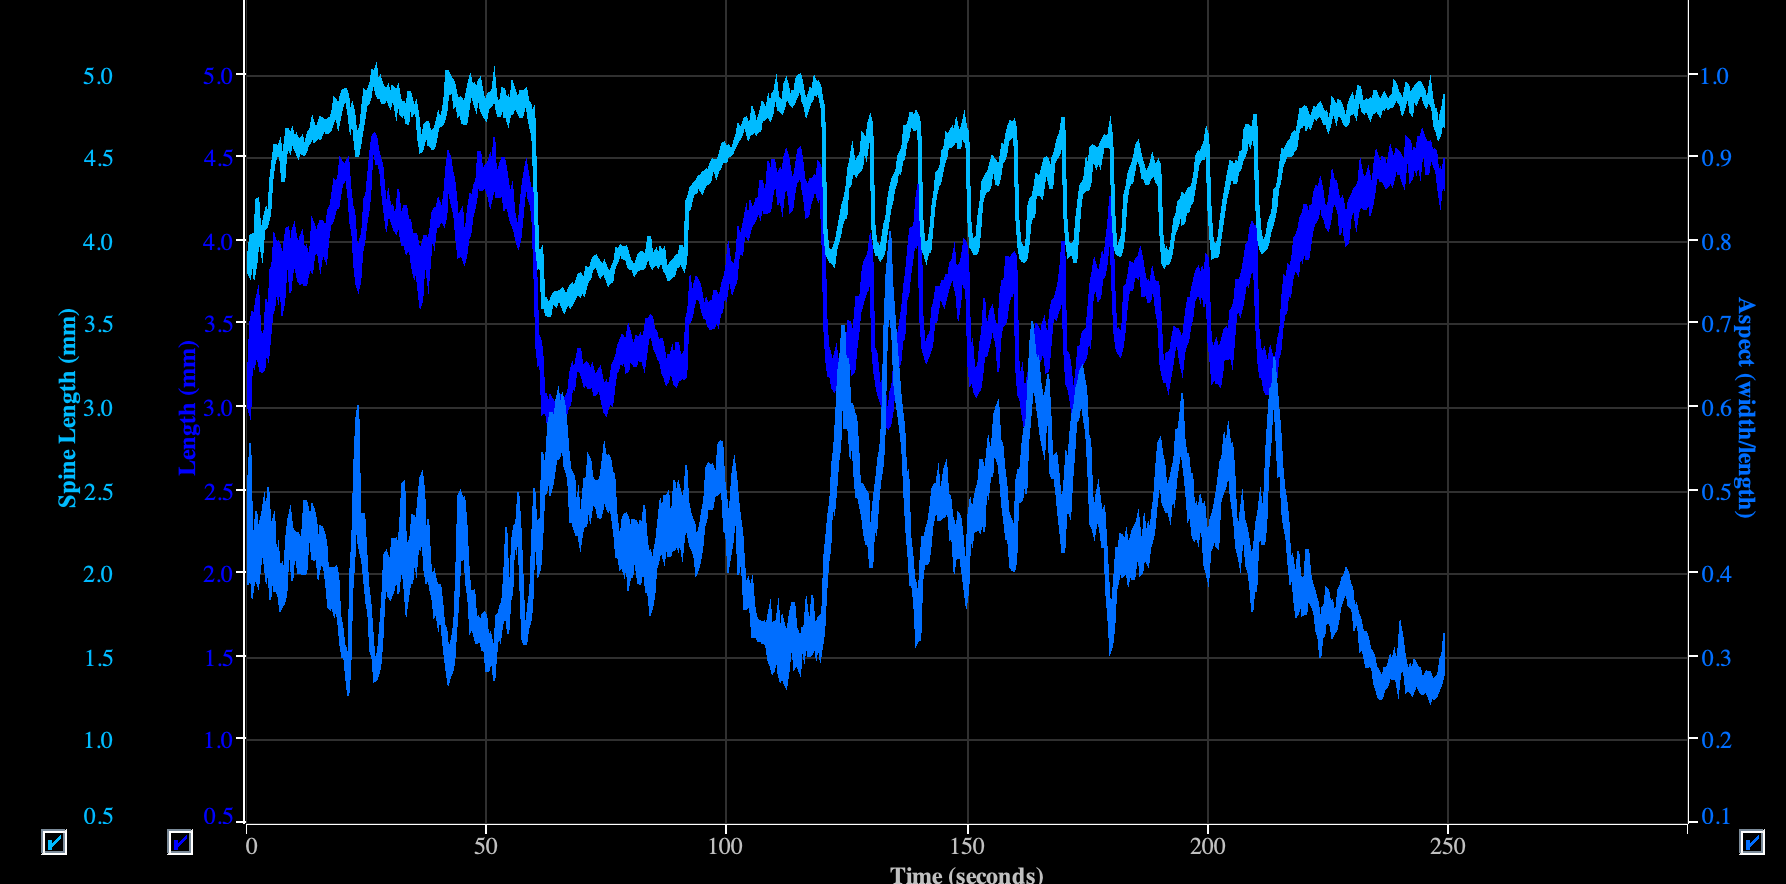 5.0 5.0 1.0
4.5 4.5 0.9
4.0 4.0 0.8
3.5 3.5 0.7
3.0 3.0 0.6
2.5 2.5 0.5
2.0 2.0 0.4
1.5 1.5 0.3
1.0 1.0 0.2
0.5 0.5 0.1
Spine Length (mm)
Length (mm)
Aspect (width/length)
0 50 100 150 200 250
Time (seconds)